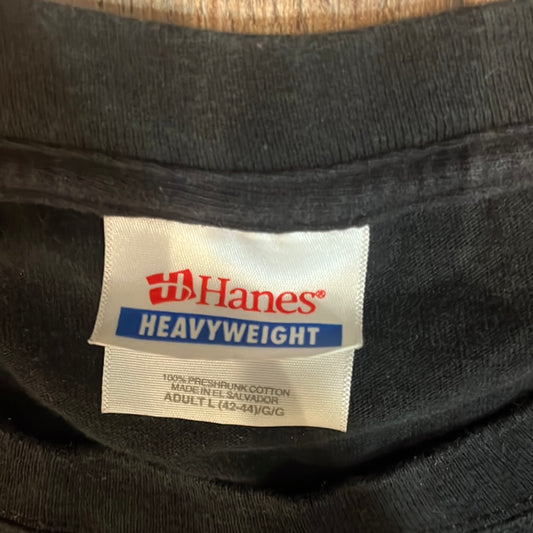 Hanes®
HEAVYWEIGHT
100% PRESHRUNK COTTON
MADE IN EL SALVADOR
ADULT L (42-44)/G/G